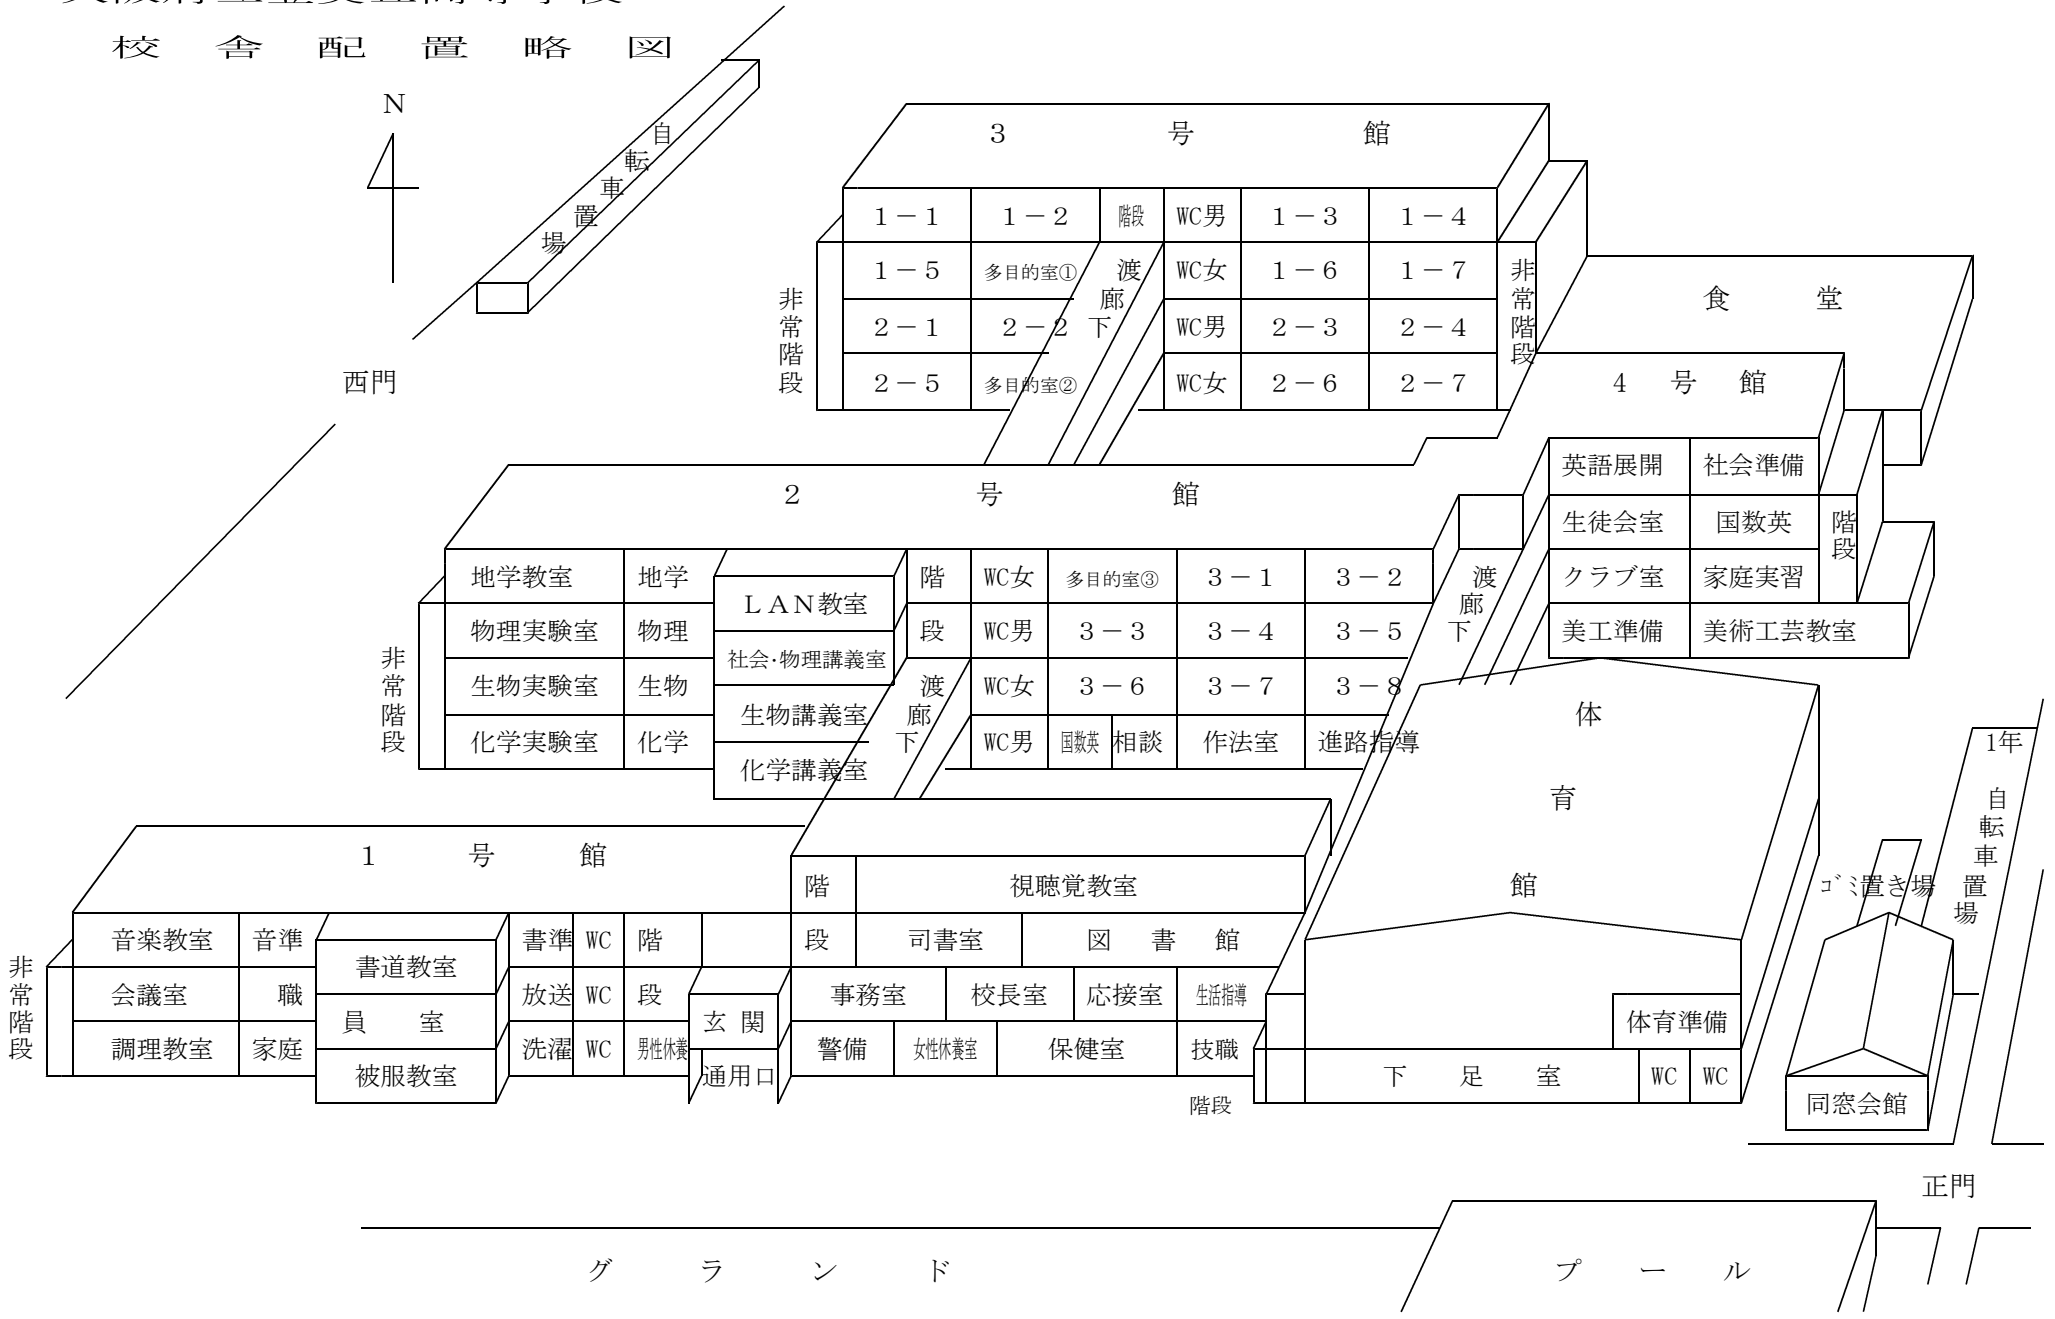 校舎配置略図
N
自転車置場
西門
3号館
1－1 1－2 階段 WC男 1－3 1－4
1－5 多目的室① WC女 1－6 1－7
2－1 2－2 WC男 2－3 2－4
2－5 多目的室② WC女 2－6 2－7
渡廊下
非常階段
非常階段
食堂
4号館
英語展開 社会準備
生徒会室 国数英
クラブ室 家庭実習
美工準備 美術工芸教室
階段
2号館
地学教室 地学 LAN教室 階段 WC女 多目的室③ 3－1 3－2
物理実験室 物理 社会・物理講義室 WC男 3－3 3－4 3－5
生物実験室 生物 生物講義室 WC女 3－6 3－7 3－8
化学実験室 化学 化学講義室 WC男 国数英 相談 作法室 進路指導
渡廊下
渡廊下
非常階段
体育館
体育準備
下足室 WC WC
階段
1年自転車置場
ゴミ置き場
同窓会館
1号館
階段 視聴覚教室
音楽教室 音準 書道教室 書準 WC 階段 司書室 図書館
会議室 職員室 放送 WC 玄関 事務室 校長室 応接室 生活指導
調理教室 家庭 被服教室 洗濯 WC 男性休養 通用口 警備 女性休養室 保健室 技職
非常階段
正門
グランド
プール